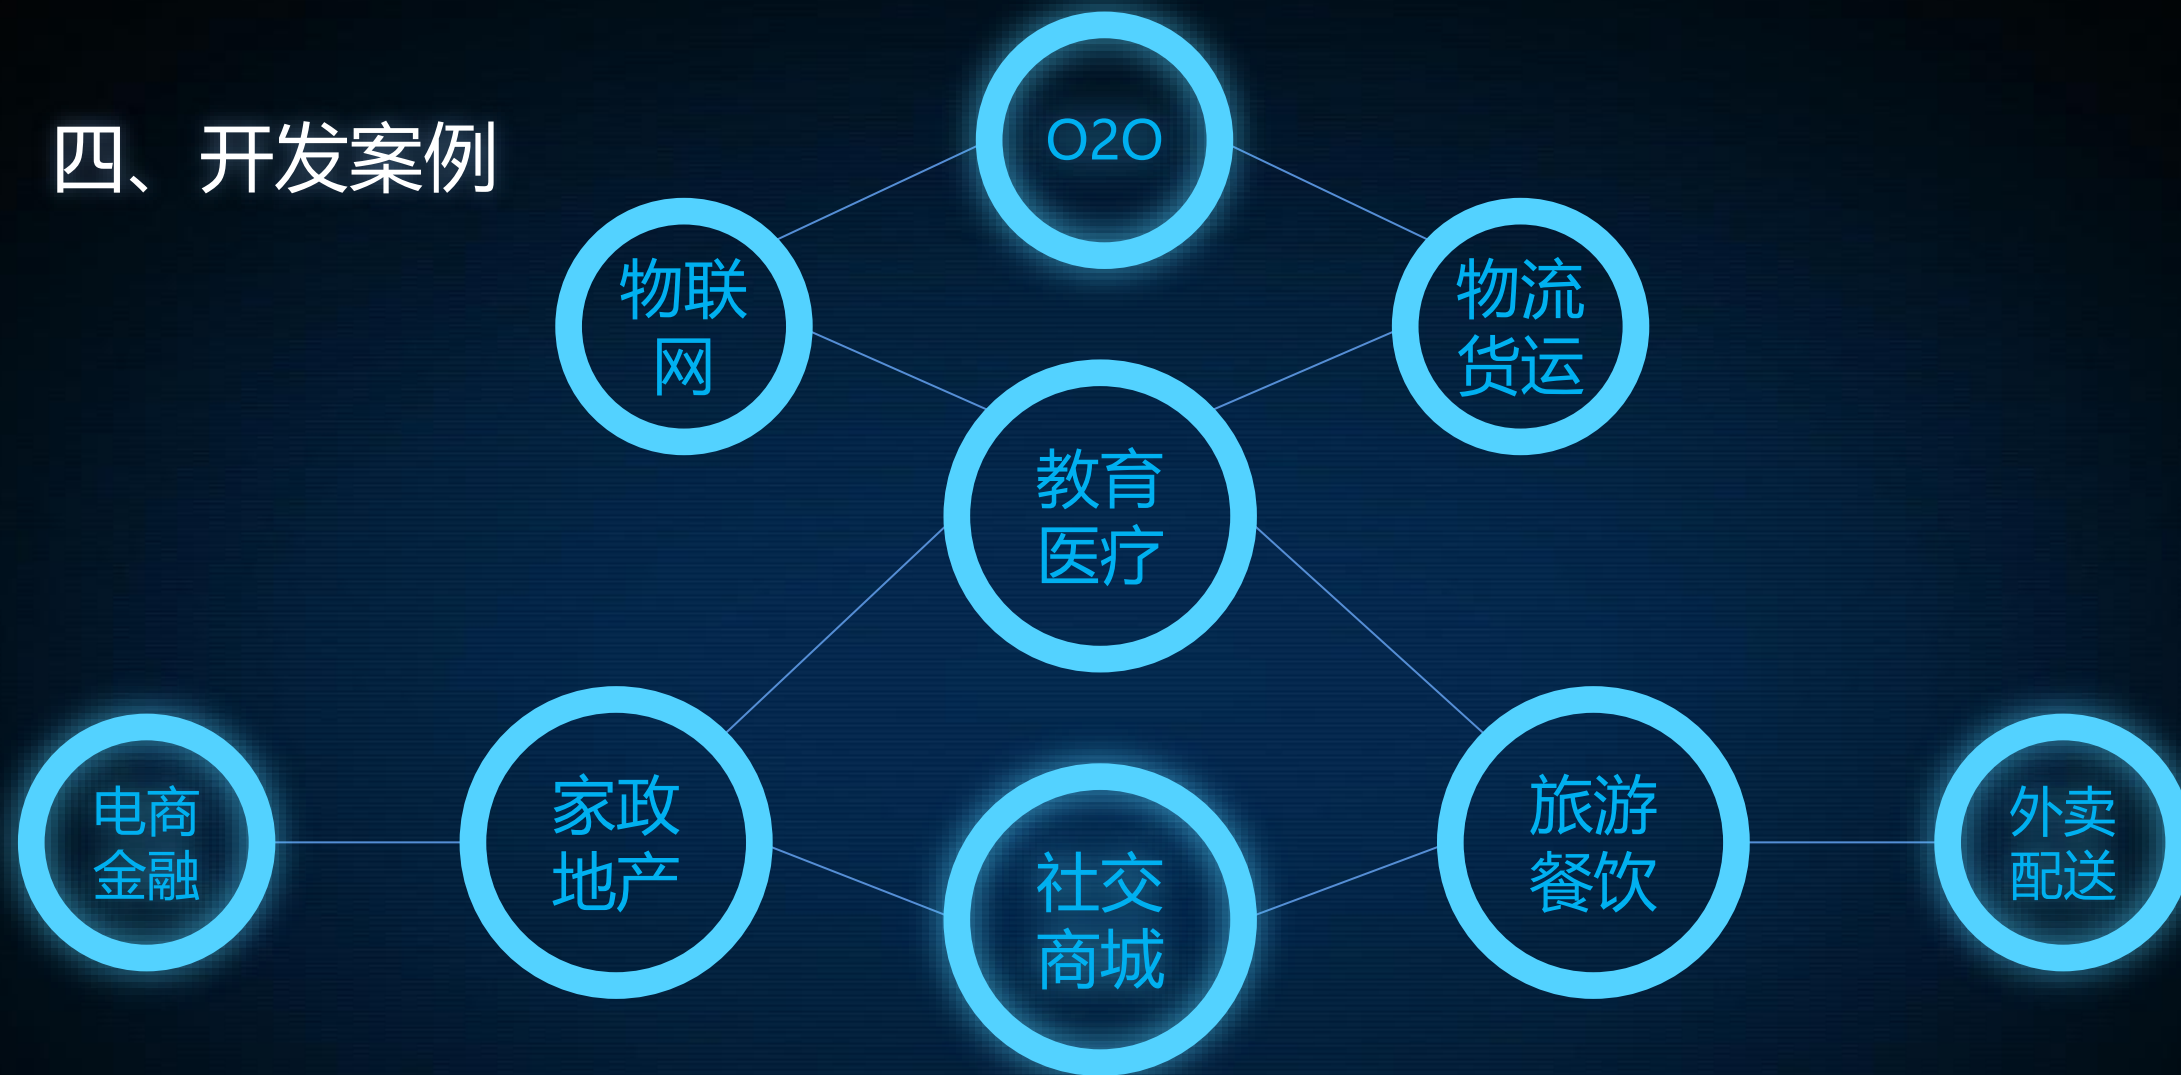 四、开发案例
O2O
物联
网
物流
货运
教育
医疗
电商
金融
家政
地产
社交
商城
旅游
餐饮
外卖
配送